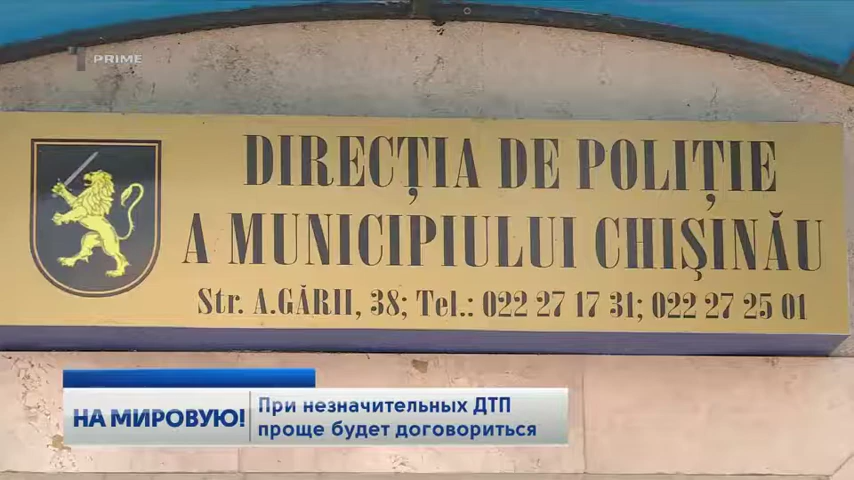 PRIME
DIRECȚIA DE POLIȚIE
A MUNICIPIULUI CHIȘINĂU
Str. A.GĂRII, 38; Tel.: 022 27 17 31; 022 27 25 01
НА МИРОВУЮ!
При незначительных ДТП
проще будет договориться